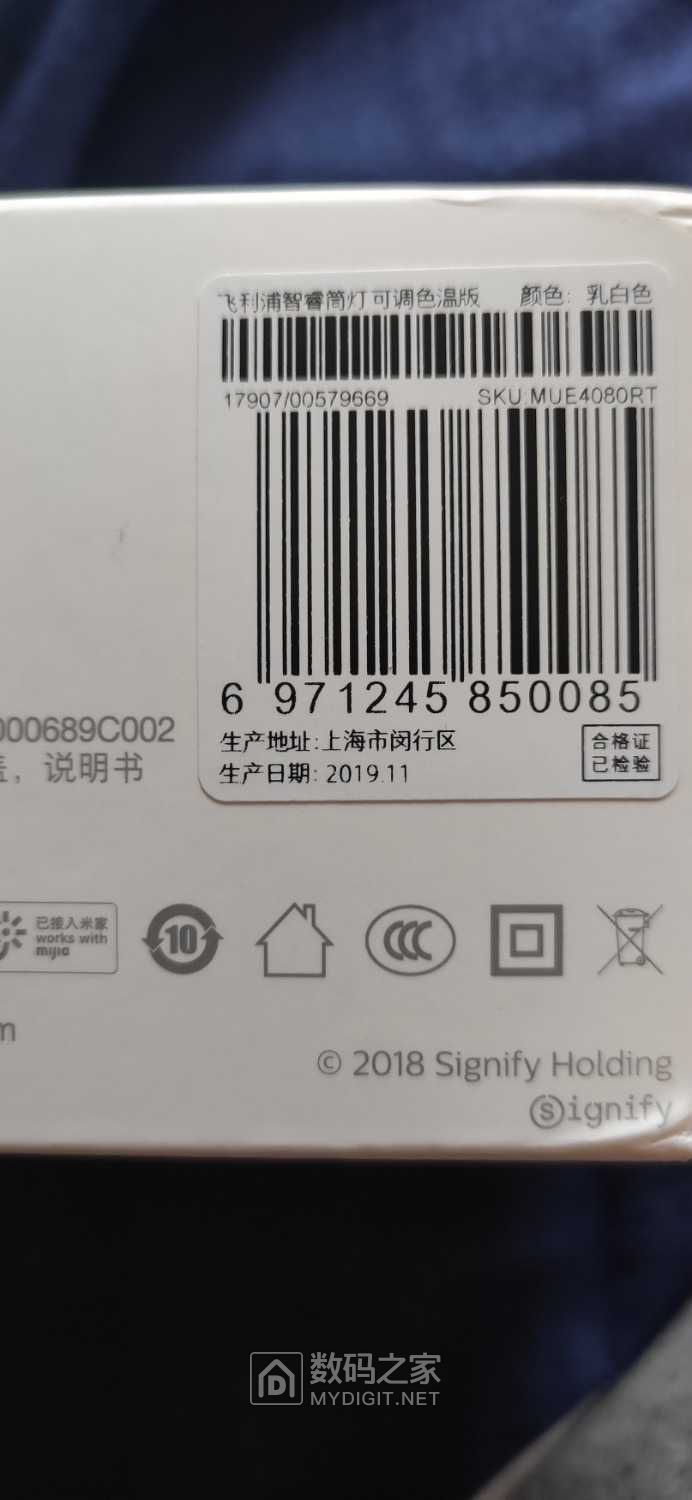 飞利浦智睿筒灯可调色温版 颜色: 乳白色
17907/00579669 SKU:MUE4080RT
6 971245 850085
生产地址:上海市闵行区
生产日期: 2019.11
合格证
已检验
000689C002
，说明书
已接入米家
works with
mijia
10
CCC
m
© 2018 Signify Holding
Signify
数码之家
MYDIGIT.NET